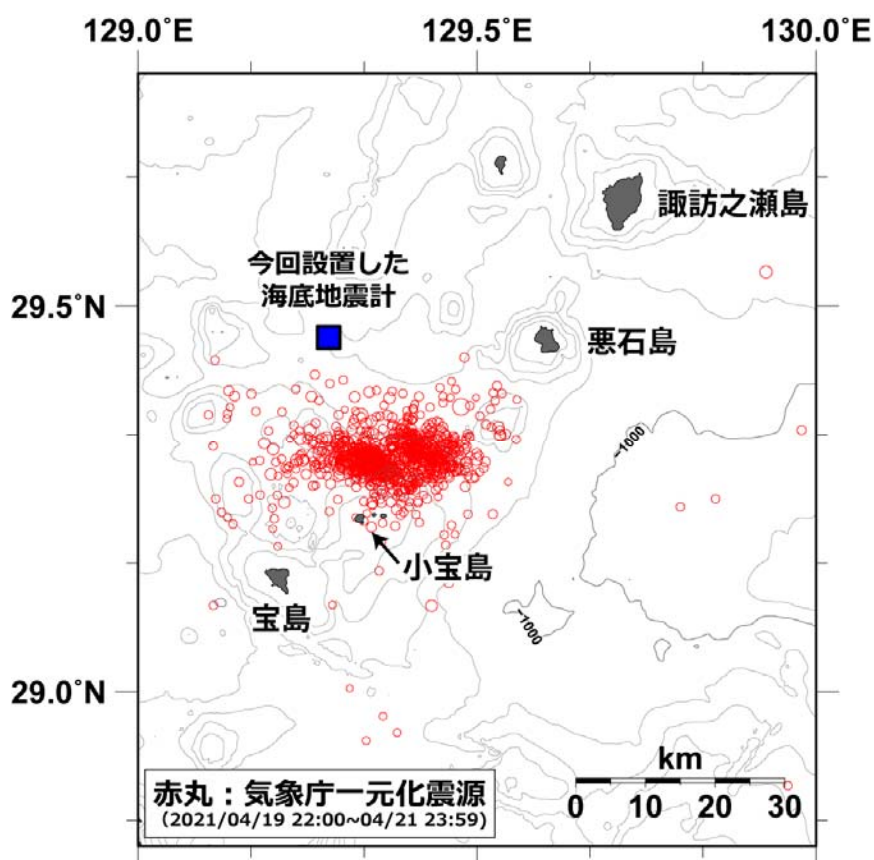 129.0°E 129.5°E 130.0°E
諏訪之瀬島
今回設置した
海底地震計
29.5°N
悪石島
-1000
小宝島
宝島
-1000
29.0°N
km
0 10 20 30
赤丸：気象庁一元化震源
（2021/04/19 22:00~04/21 23:59）